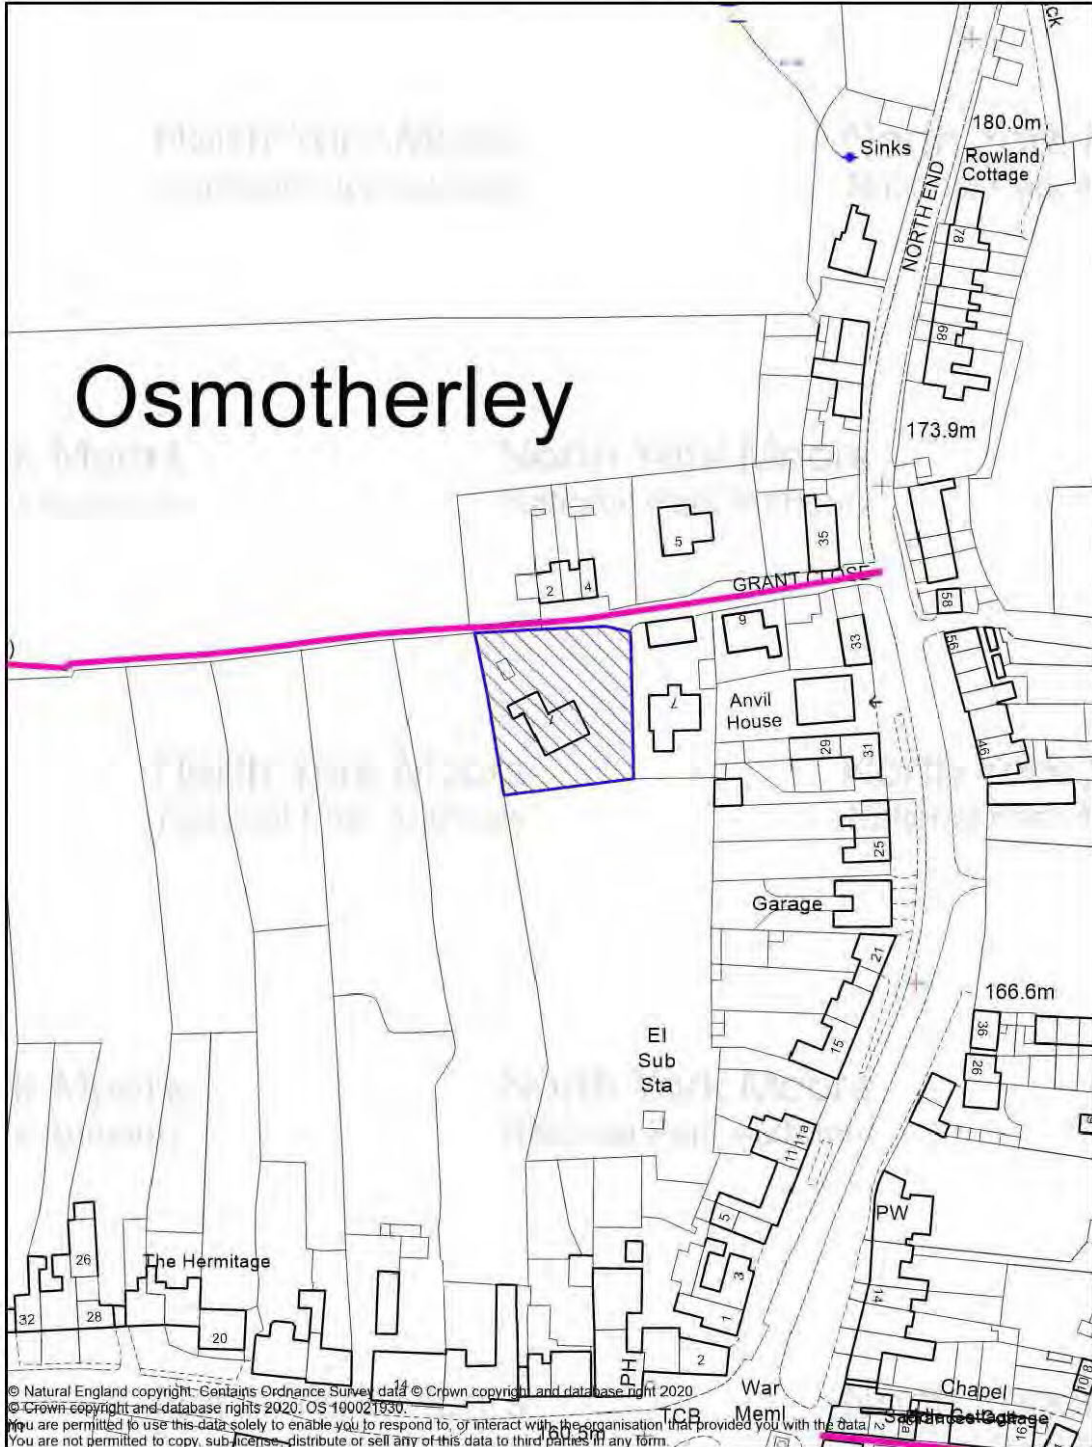 ck
180.0m
Sinks
Rowland
Cottage
NORTH END
78
68
Osmotherley
173.9m
5
35
2
4
GRANT CLOSE
58
9
33
56
)
7
7
Anvil
House
29
31
46
25
Garage
21
166.6m
El
Sub
Sta
15
36
26
11
11a
5
PW
26
The Hermitage
3
14
32
28
20
1
2
PH
14
War
Meml
TCB
Chapel
160.5m
© Natural England copyright. Contains Ordnance Survey data © Crown copyright and database right 2020
© Crown copyright and database rights 2020. OS 100021930.
You are permitted to use this data solely to enable you to respond to, or interact with, the organisation that provided you with the data.
You are not permitted to copy, sub-license, distribute or sell any of this data to third parties in any form.